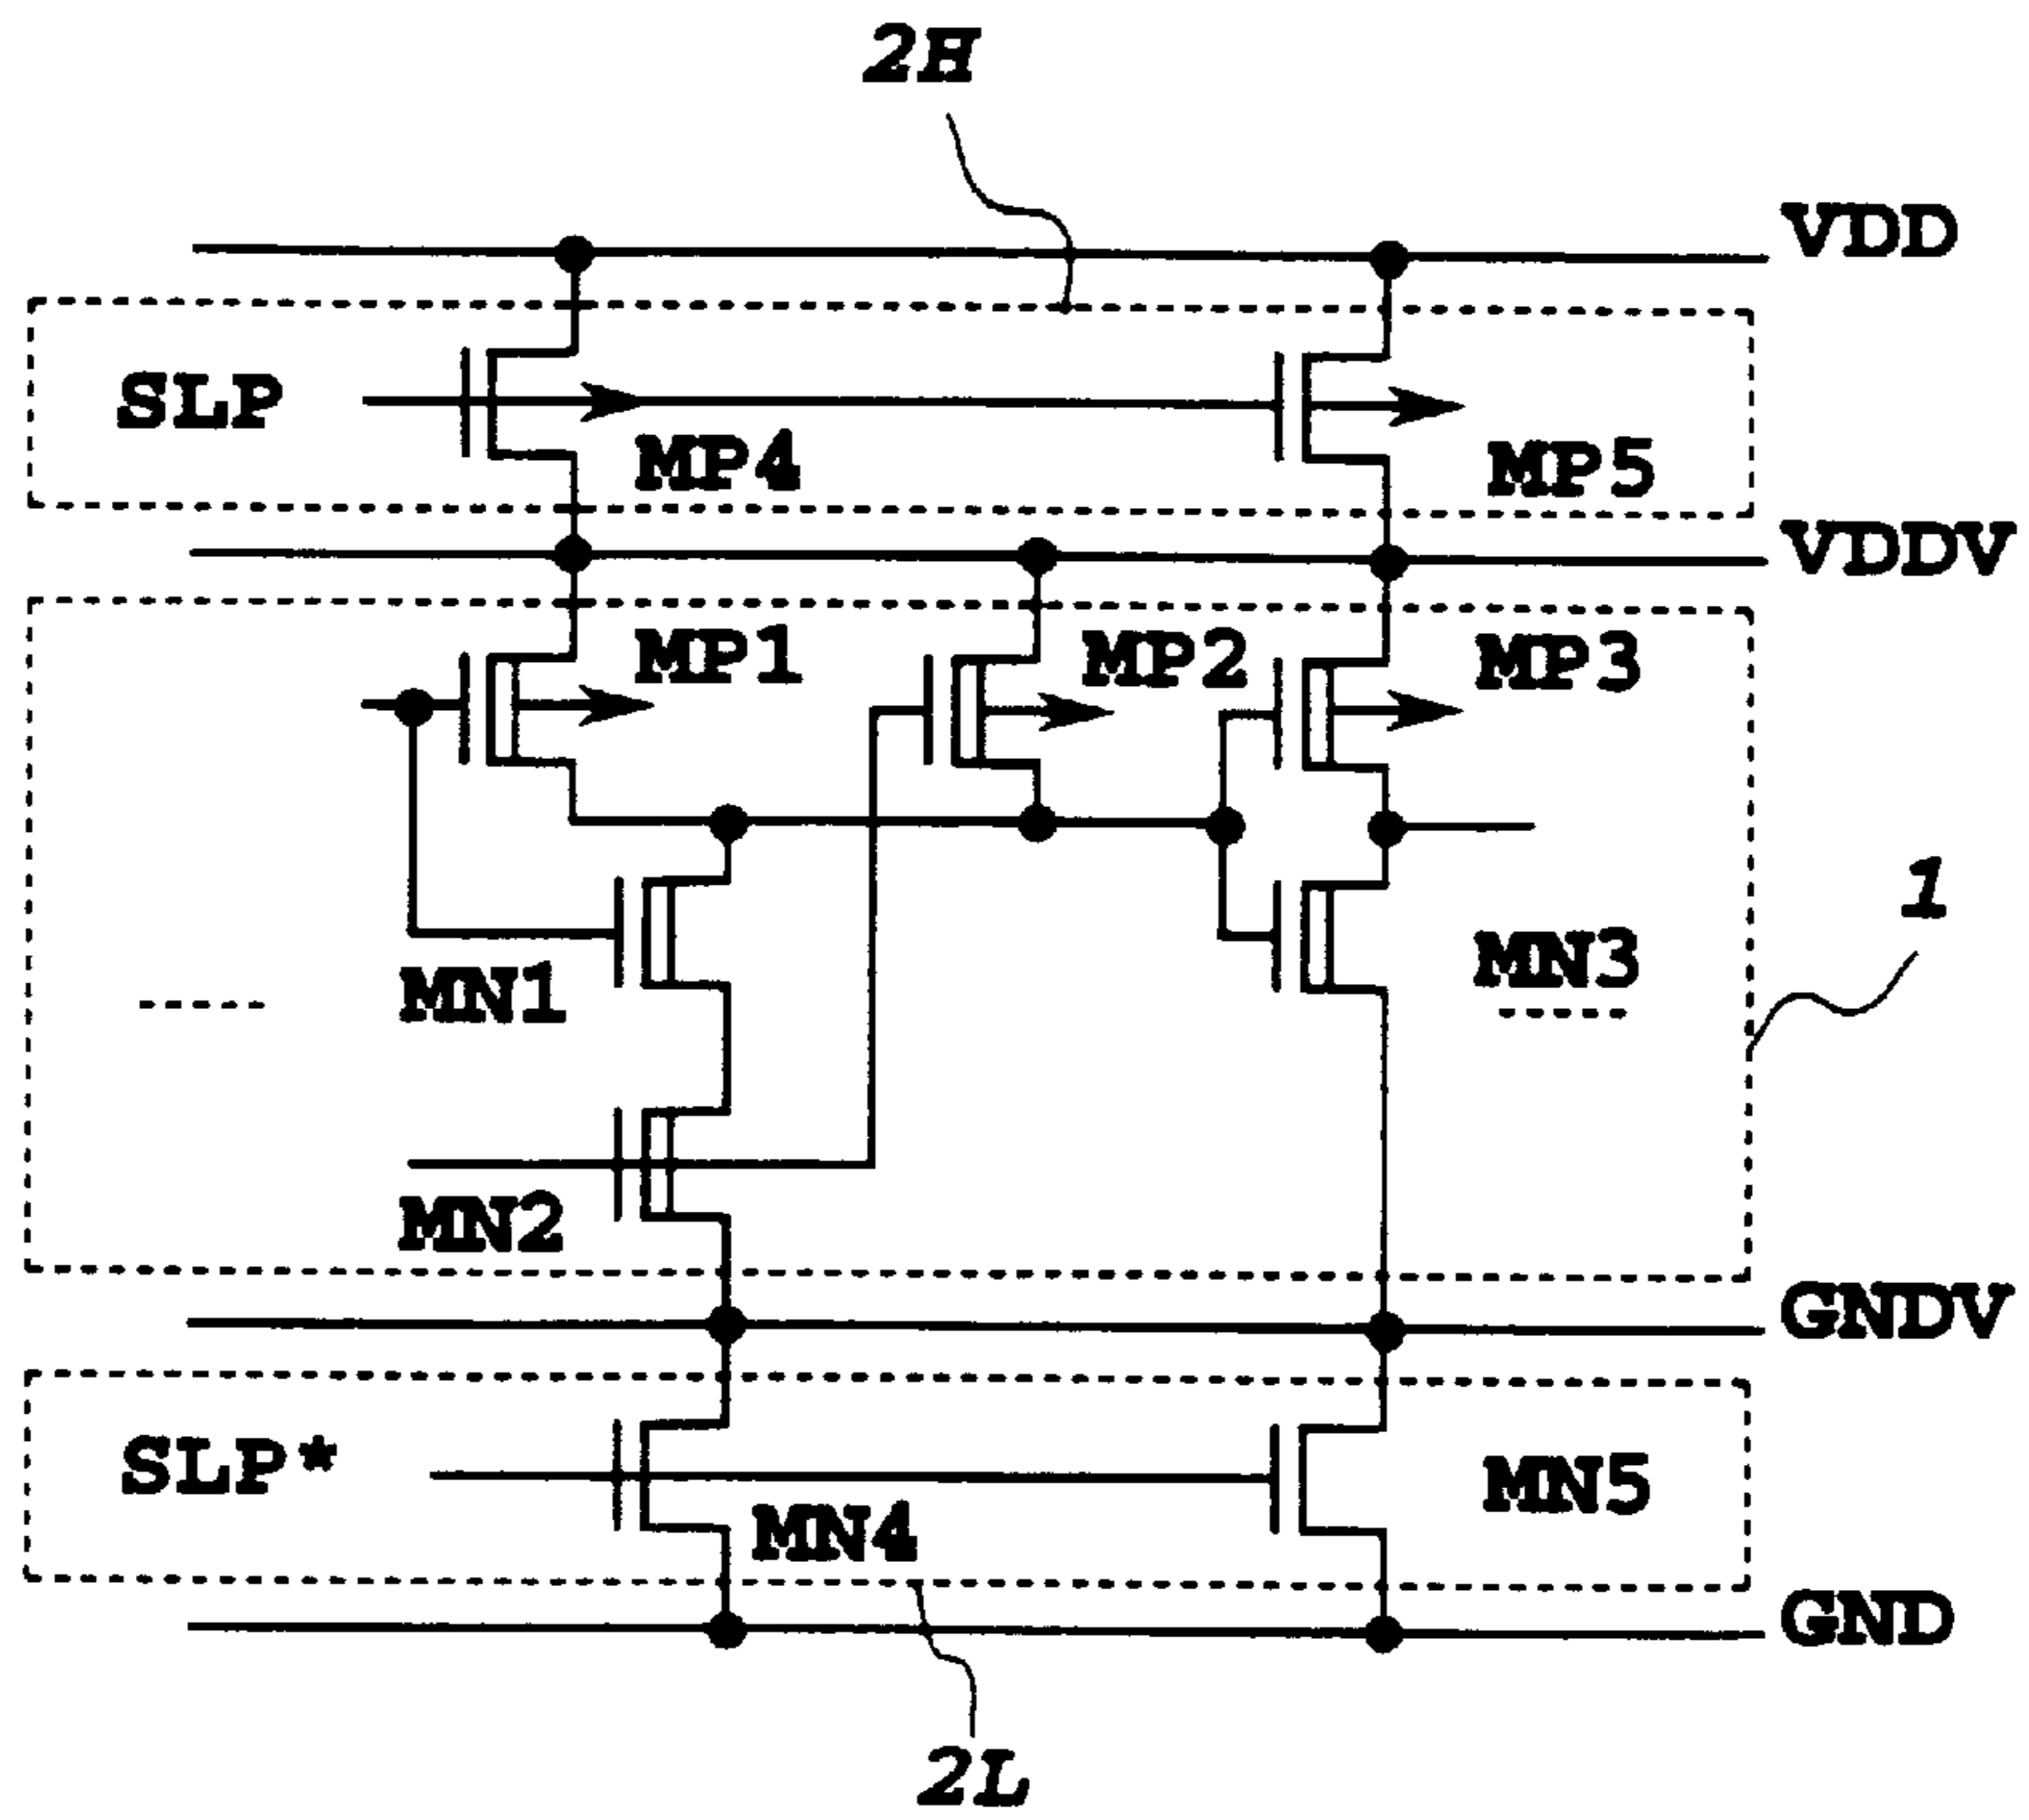 2H
VDD
SLP
MP4
MP5
VDDV
MP1
MP2
MP3
1
MN1
MN3
MN2
GNDV
SLP*
MN5
MN4
GND
2L